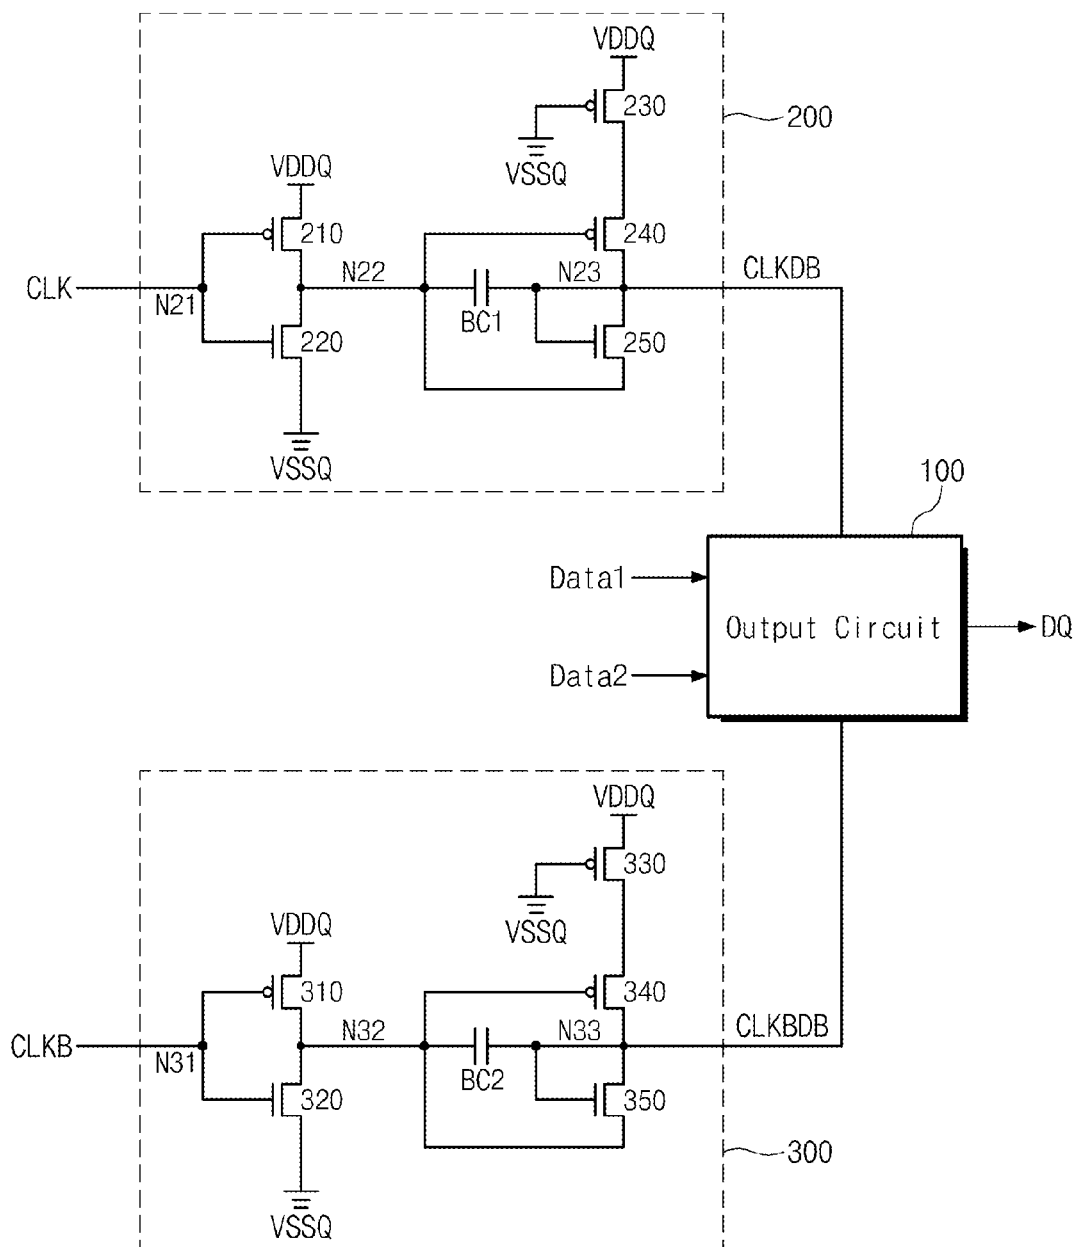 VDDQ
230
200
VSSQ
VDDQ
210
240
CLK
N21
N22
N23
CLKDB
BC1
220
250
VSSQ
100
Data1
Output Circuit
DQ
Data2
VDDQ
330
VSSQ
VDDQ
310
340
CLKB
N31
N32
N33
CLKBDB
BC2
320
350
300
VSSQ